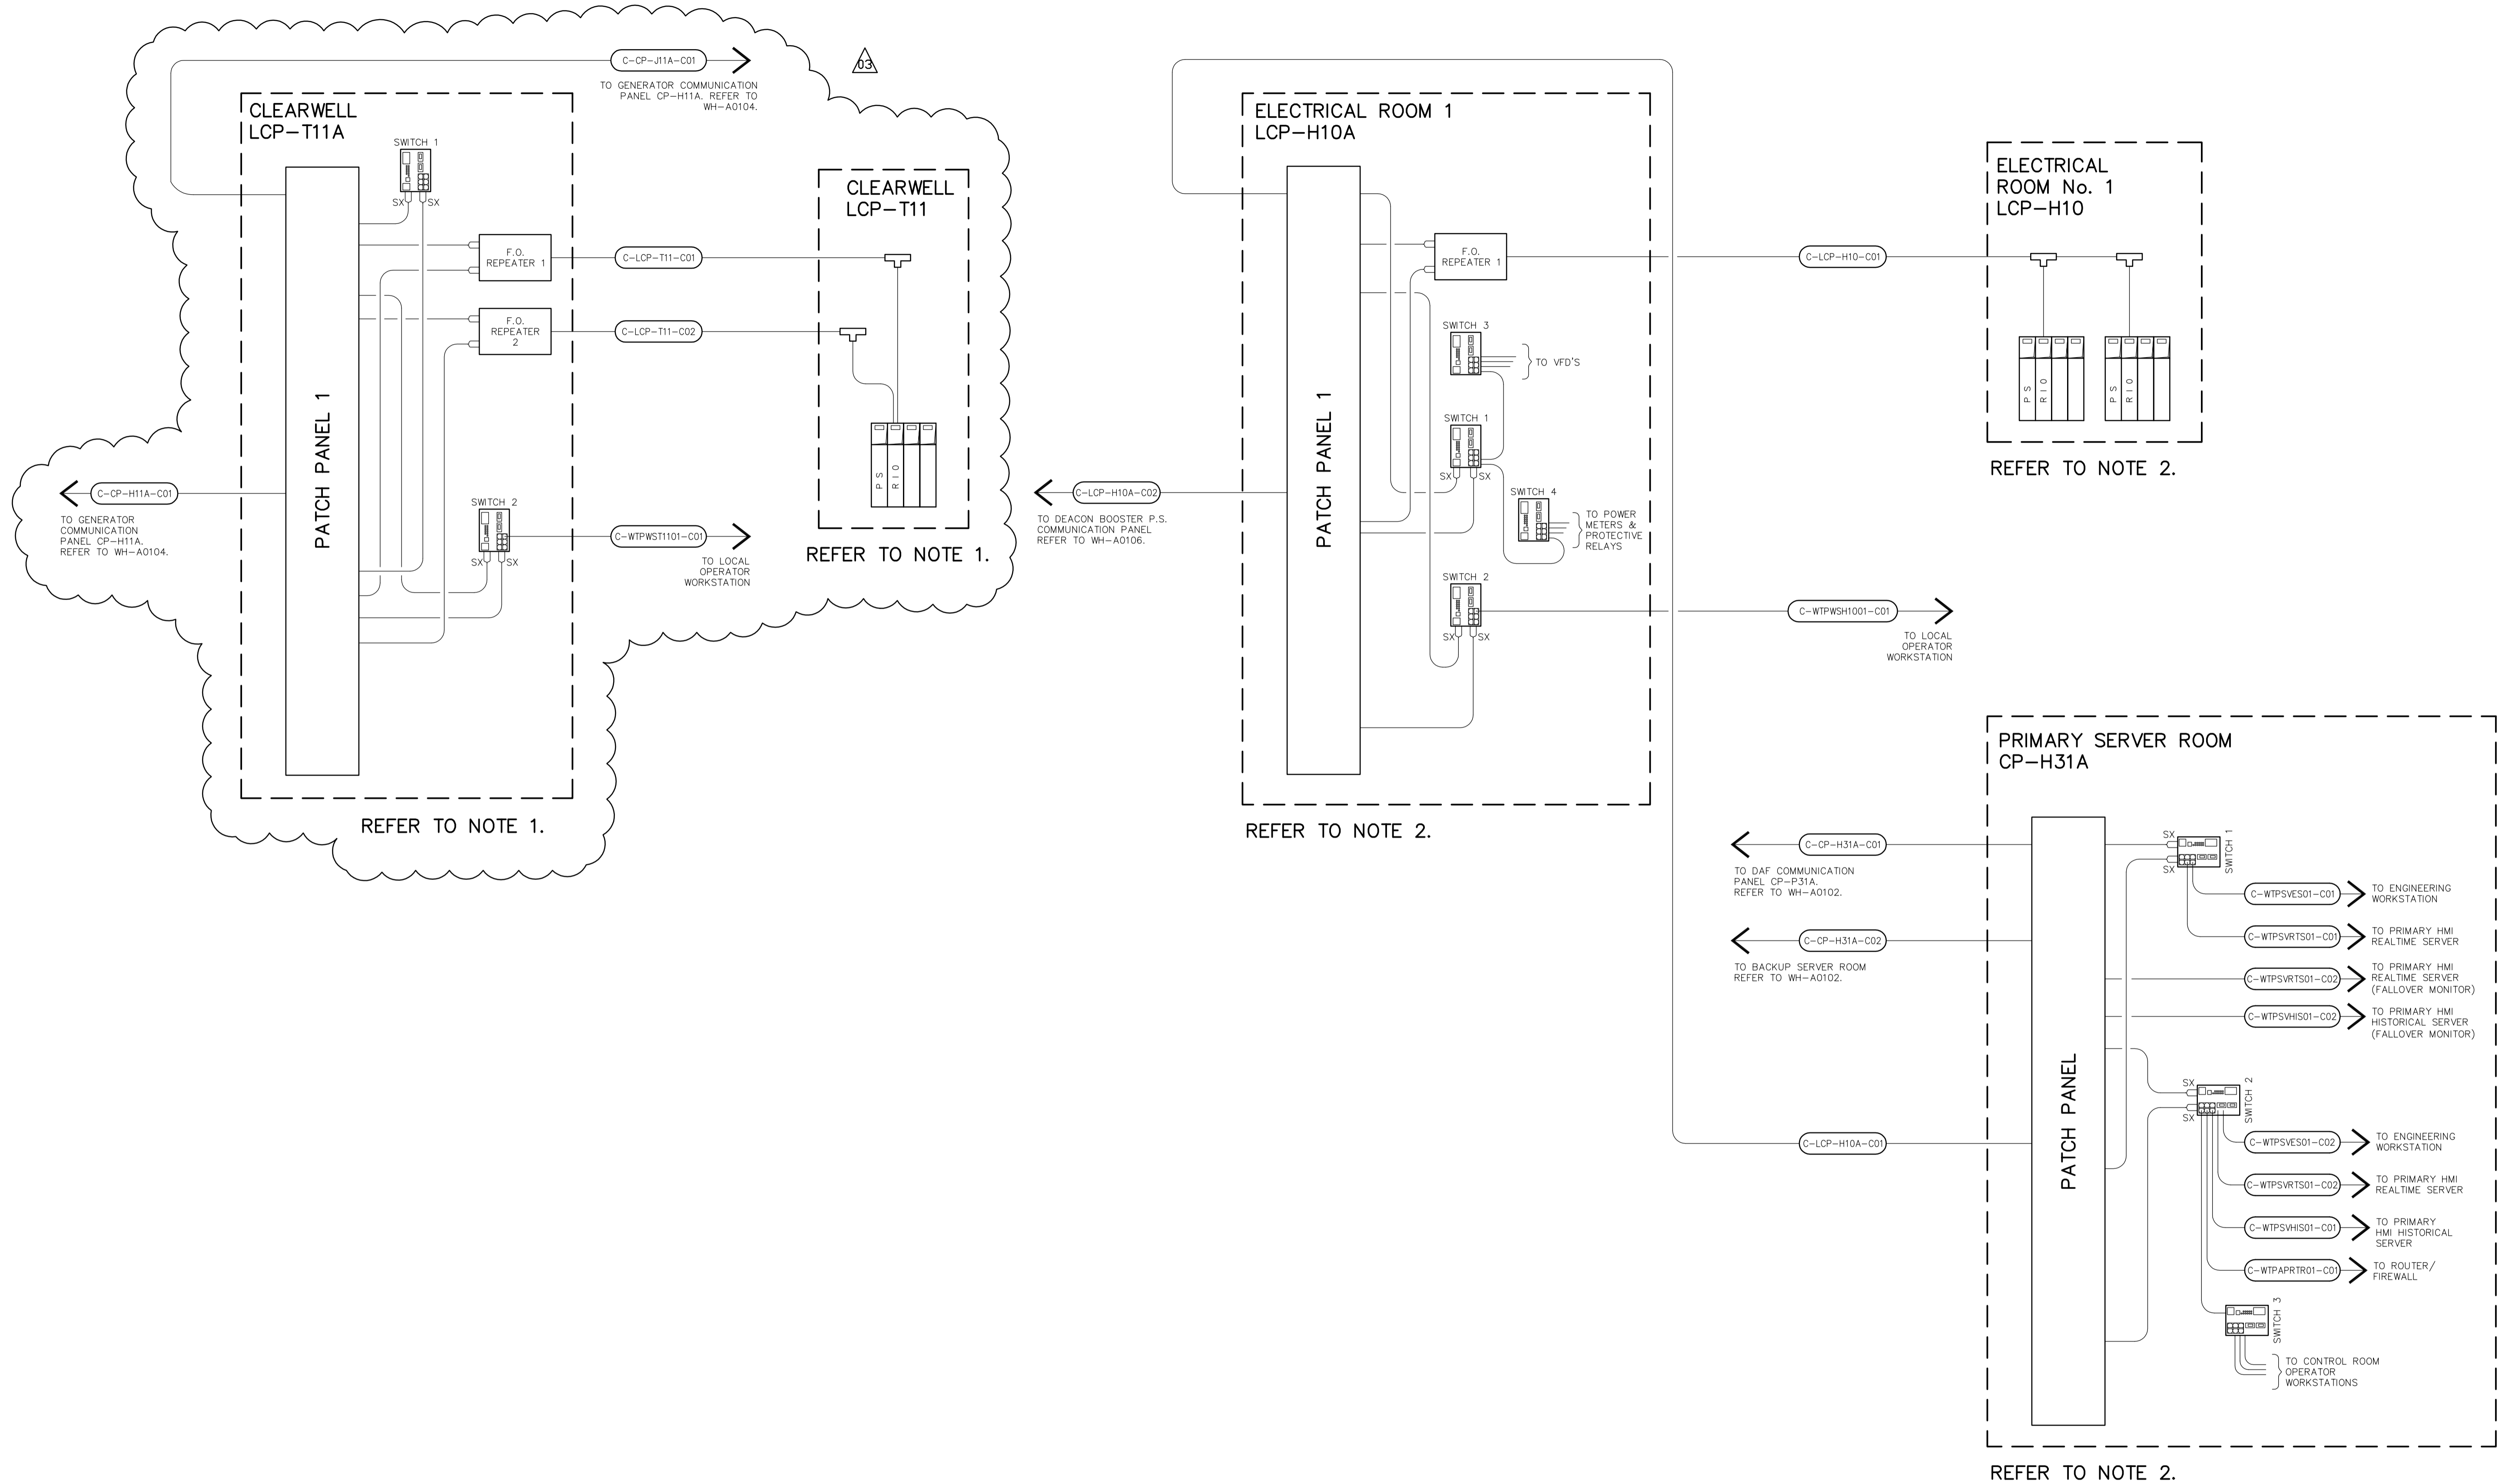 C-CP-J11A-C01
TO GENERATOR COMMUNICATION
PANEL CP-H11A. REFER TO
WH-A0104.
03
CLEARWELL
LCP-T11A
SWITCH 1
SX
SX
PATCH PANEL 1
F.O.
REPEATER 1
C-LCP-T11-C01
F.O.
REPEATER
2
C-LCP-T11-C02
CLEARWELL
LCP-T11
PS
RIO
REFER TO NOTE 1.
C-CP-H11A-C01
TO GENERATOR
COMMUNICATION
PANEL CP-H11A.
REFER TO WH-A0104.
SWITCH 2
SX
SX
C-WTPWST1101-C01
TO LOCAL
OPERATOR
WORKSTATION
REFER TO NOTE 1.
ELECTRICAL ROOM 1
LCP-H10A
PATCH PANEL 1
F.O.
REPEATER 1
C-LCP-H10-C01
SWITCH 3
TO VFD'S
SWITCH 1
SX
SX
SWITCH 4
TO POWER
METERS &
PROTECTIVE
RELAYS
C-LCP-H10A-C02
TO DEACON BOOSTER P.S.
COMMUNICATION PANEL
REFER TO WH-A0106.
SWITCH 2
SX
SX
C-WTPWSH1001-C01
TO LOCAL
OPERATOR
WORKSTATION
REFER TO NOTE 2.
ELECTRICAL
ROOM No. 1
LCP-H10
PS
RIO
PS
RIO
REFER TO NOTE 2.
PRIMARY SERVER ROOM
CP-H31A
PATCH PANEL
C-CP-H31A-C01
TO DAF COMMUNICATION
PANEL CP-P31A.
REFER TO WH-A0102.
C-CP-H31A-C02
TO BACKUP SERVER ROOM
REFER TO WH-A0102.
C-LCP-H10A-C01
SX
SX
SWITCH 1
C-WTPSVES01-C01
TO ENGINEERING
WORKSTATION
C-WTPSVRTS01-C01
TO PRIMARY HMI
REALTIME SERVER
C-WTPSVRTS01-C02
TO PRIMARY HMI
REALTIME SERVER
(FALLOVER MONITOR)
C-WTPSVHIS01-C02
TO PRIMARY HMI
HISTORICAL SERVER
(FALLOVER MONITOR)
SX
SX
SWITCH 2
C-WTPSVES01-C02
TO ENGINEERING
WORKSTATION
C-WTPSVRTS01-C02
TO PRIMARY HMI
REALTIME SERVER
C-WTPSVHIS01-C01
TO PRIMARY
HMI HISTORICAL
SERVER
C-WTPAPRTR01-C01
TO ROUTER/
FIREWALL
SWITCH 3
TO CONTROL ROOM
OPERATOR
WORKSTATIONS
REFER TO NOTE 2.